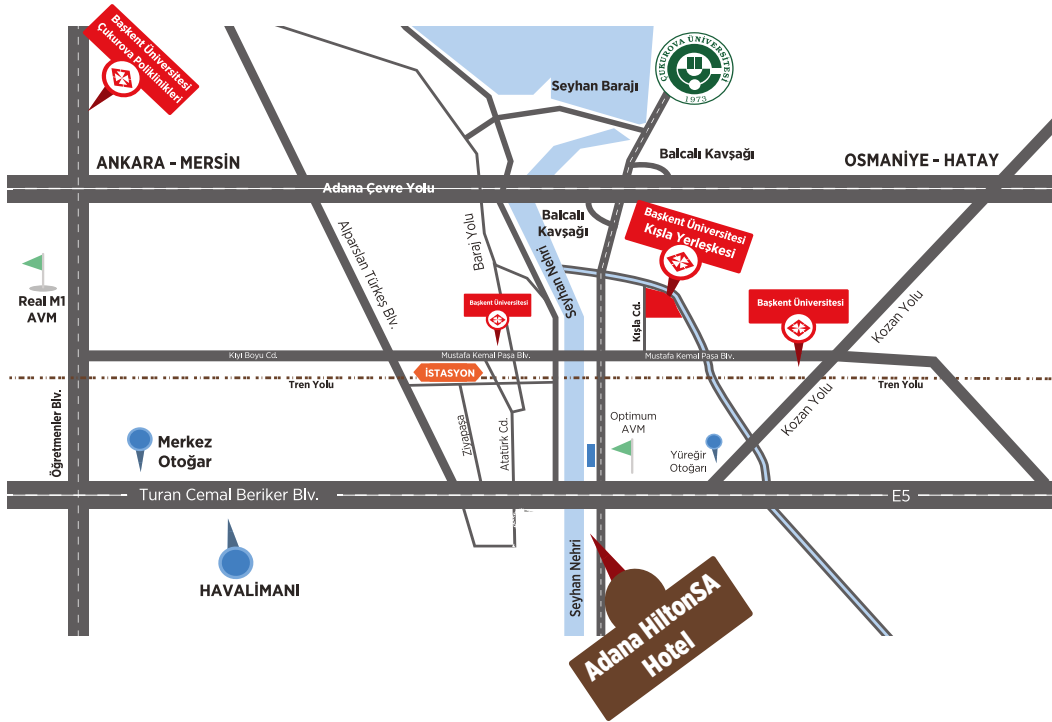 Başkent Üniversitesi
Çukurova Poliklinikleri
ÇUKUROVA ÜNİVERSİTESİ
1973
Seyhan Barajı
Balcalı Kavşağı
ANKARA - MERSİN
OSMANİYE - HATAY
Adana Çevre Yolu
Balcalı
Kavşağı
Başkent Üniversitesi
Kışla Yerleşkesi
Alparslan Türkeş Blv.
Baraj Yolu
Seyhan Nehri
Real M1
AVM
Başkent Üniversitesi
Kışla Cd.
Başkent Üniversitesi
Kozan Yolu
Kıyı Boyu Cd.
Mustafa Kemal Paşa Blv.
Mustafa Kemal Paşa Blv.
İSTASYON
Tren Yolu
Tren Yolu
Öğretmenler Blv.
Ziyapaşa
Atatürk Cd.
Optimum
AVM
Kozan Yolu
Merkez
Otoğar
Yüreğir
Otoğarı
Turan Cemal Beriker Blv.
E5
HAVALİMANI
Seyhan Nehri
Adana HiltonSA
Hotel